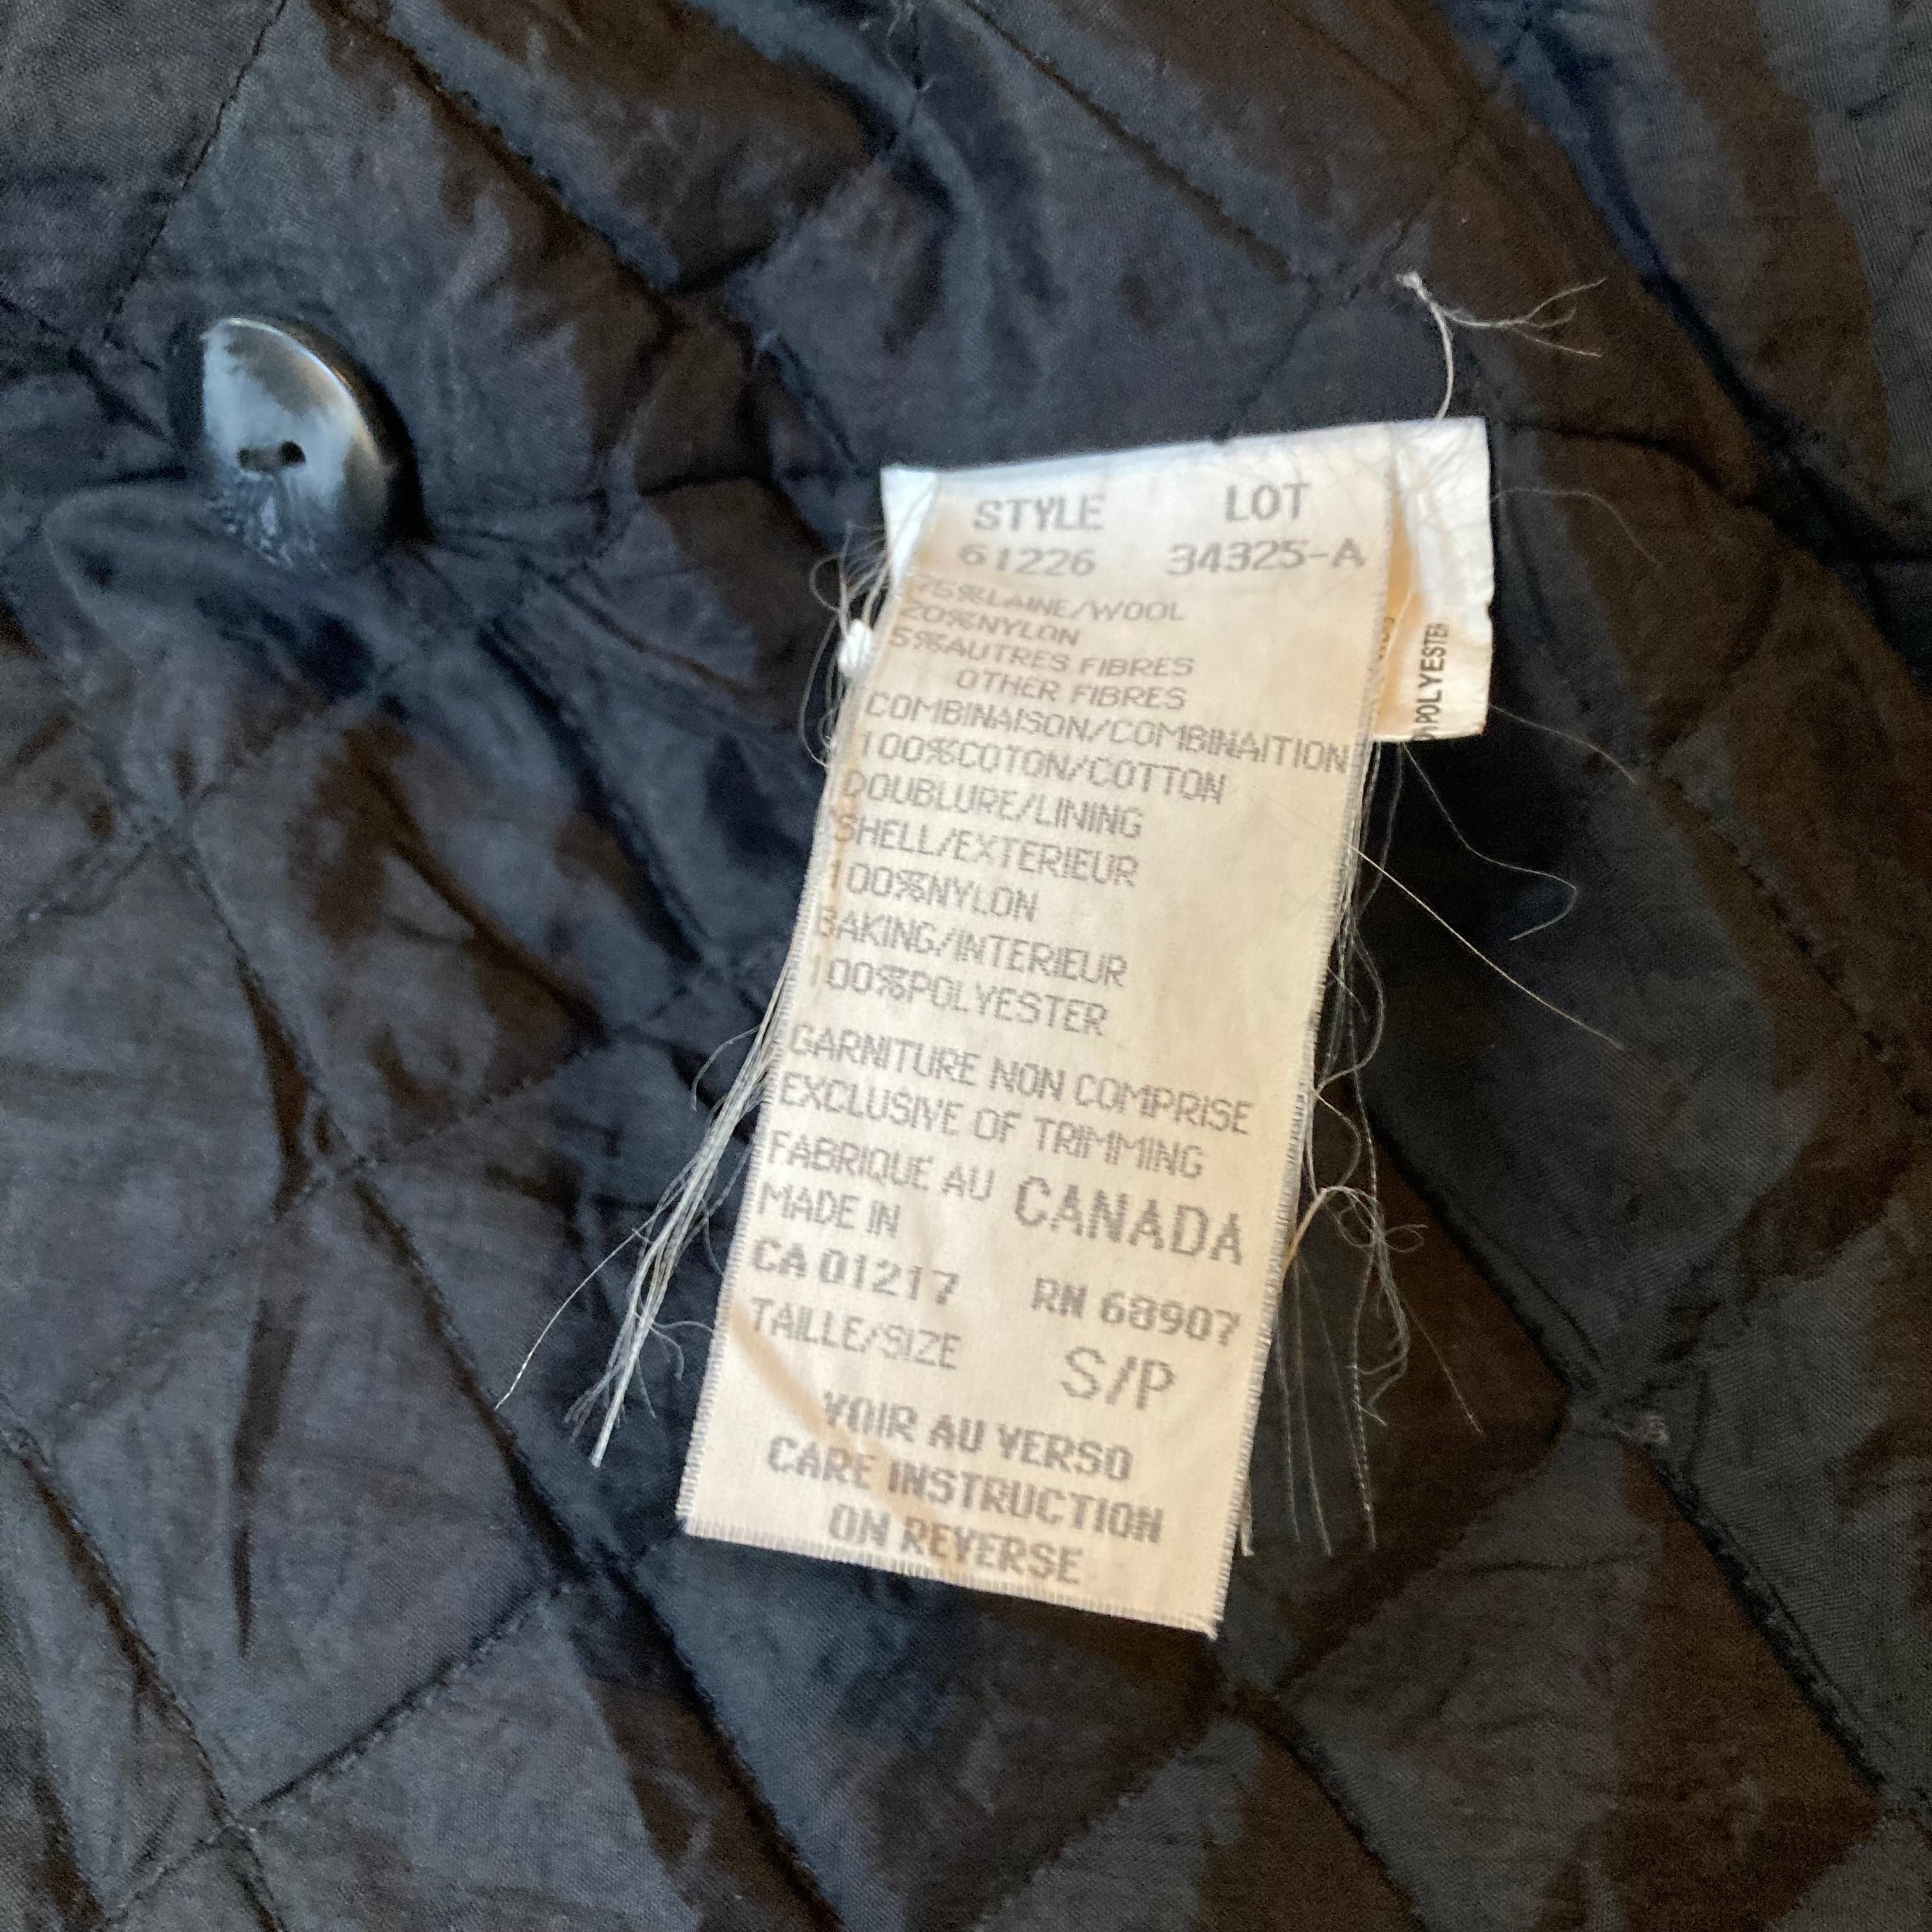 STYLE LOT
61226 34325-A
75%LAINE/WOOL
20%NYLON
5%AUTRES FIBRES
OTHER FIBRES
COMBINAISON/COMBINAITION
100%COTON/COTTON
DOUBLURE/LINING
SHELL/EXTERIEUR
100%NYLON
BAKING/INTERIEUR
100%POLYESTER
GARNITURE NON COMPRISE
EXCLUSIVE OF TRIMMING
FABRIQUE AU CANADA
MADE IN
CA 01217 RN 68907
TAILLE/SIZE S/P
VOIR AU VERSO
CARE INSTRUCTION
ON REVERSE
POLYESTER